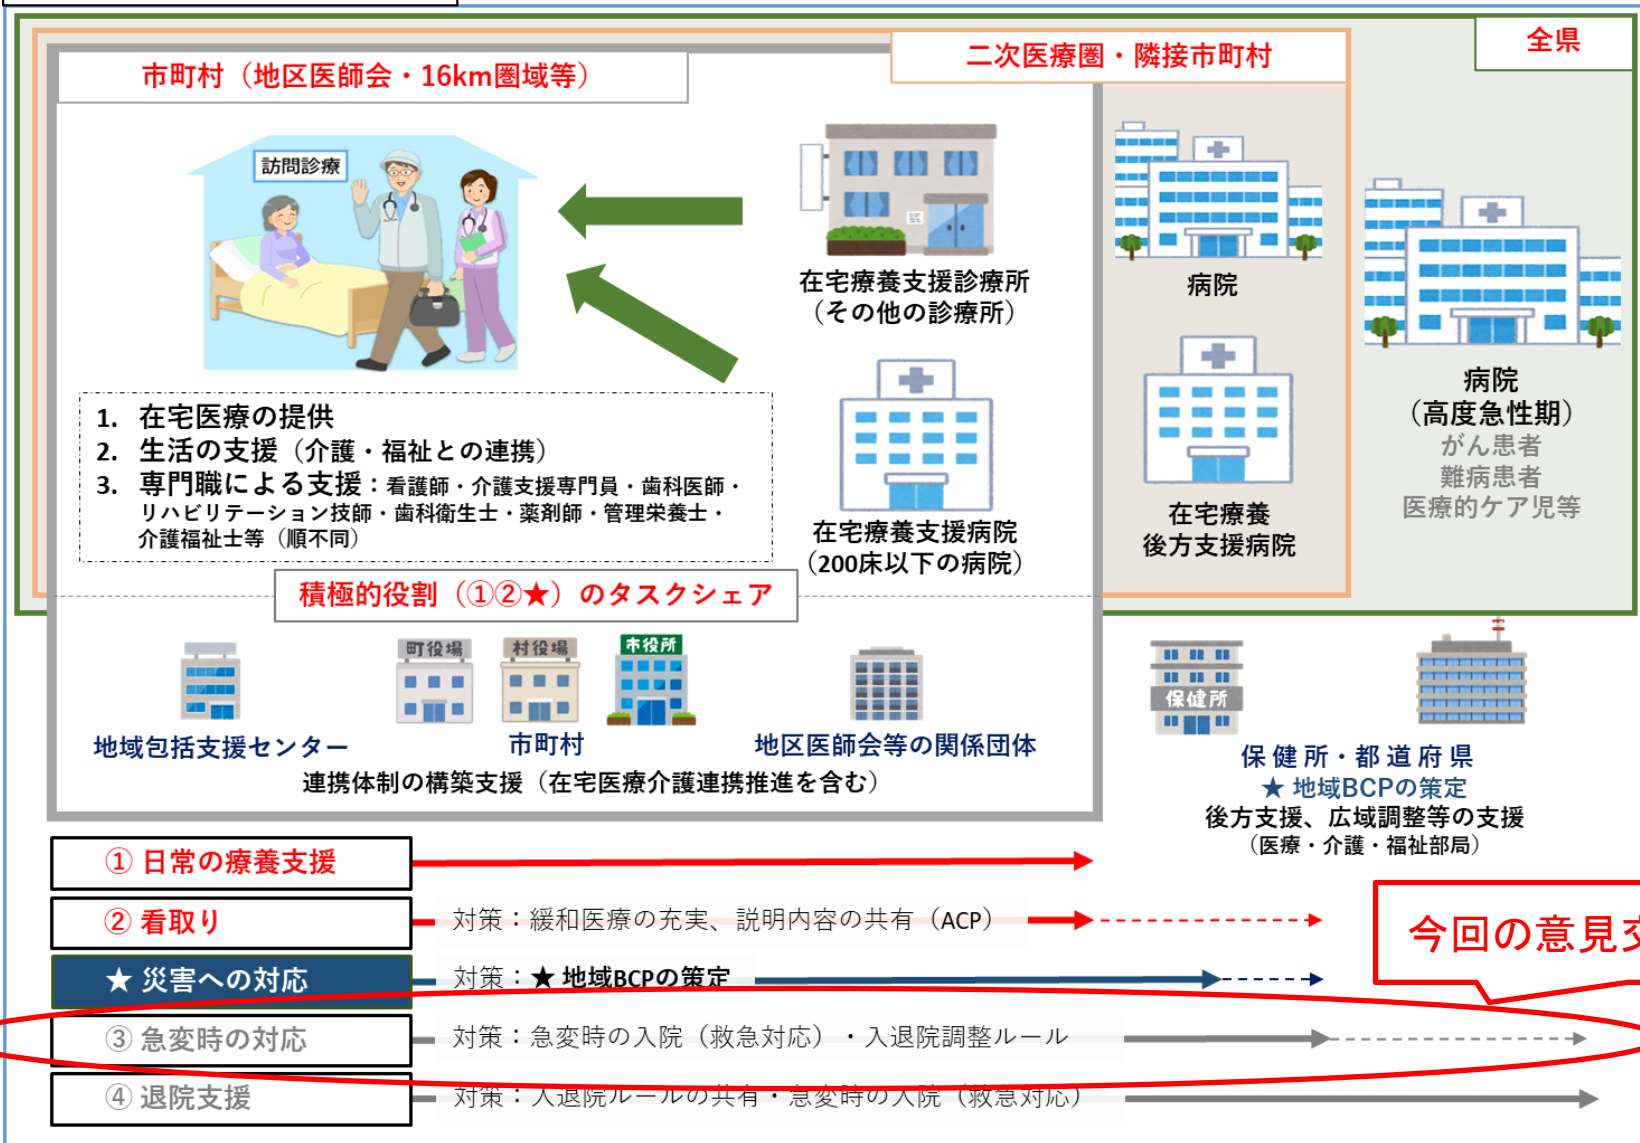 全県
二次医療圏・隣接市町村
市町村（地区医師会・16km圏域等）
訪問診療
在宅療養支援診療所
（その他の診療所）
病院
病院
（高度急性期）
がん患者
難病患者
医療的ケア児等
1. 在宅医療の提供
2. 生活の支援（介護・福祉との連携）
3. 専門職による支援：看護師・介護支援専門員・歯科医師・
リハビリテーション技師・歯科衛生士・薬剤師・管理栄養士・
介護福祉士等（順不同）
在宅療養支援病院
（200床以下の病院）
在宅療養
後方支援病院
積極的役割（①②★）のタスクシェア
町役場
村役場
市役所
保健所
地域包括支援センター
市町村
地区医師会等の関係団体
連携体制の構築支援（在宅医療介護連携推進を含む）
保健所・都道府県
★ 地域BCPの策定
後方支援、広域調整等の支援
（医療・介護・福祉部局）
① 日常の療養支援
② 看取り
対策：緩和医療の充実、説明内容の共有（ACP）
今回の意見交
★ 災害への対応
対策：★ 地域BCPの策定
③ 急変時の対応
対策：急変時の入院（救急対応）・入退院調整ルール
④ 退院支援
対策：入退院ルールの共有・急変時の入院（救急対応）